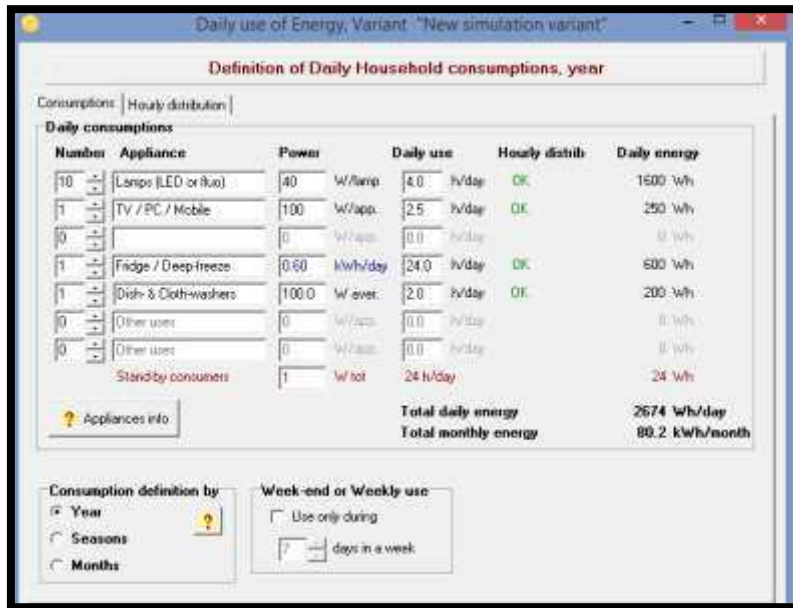 Daily use of Energy, Variant "New simulation variant"
Definition of Daily Household consumptions, year
Consumptions Hourly distribution
Daily consumptions
Number Appliance Power Daily use Hourly distrib Daily energy
10 Lamps (LED or fluo) 40 W/lamp 4.0 h/day OK 1600 Wh
1 TV / PC / Mobile 100 W/app. 2.5 h/day OK 250 Wh
0 0 W/app. 0.0 h/day 0 Wh
1 Fridge / Deep-freeze 0.60 kWh/day 24.0 h/day OK 600 Wh
1 Dish- & Cloth-washers 100.0 W aver. 2.0 h/day OK 200 Wh
0 Other uses 0 W/app. 0.0 h/day 0 Wh
0 Other uses 0 W/app. 0.0 h/day 0 Wh
Stand-by consumers 1 W tot 24 h/day 24 Wh
? Appliances info Total daily energy 2674 Wh/day
Total monthly energy 80.2 kWh/month
Consumption definition by Week-end or Weekly use
Year ? Use only during
Seasons 7 days in a week
Months